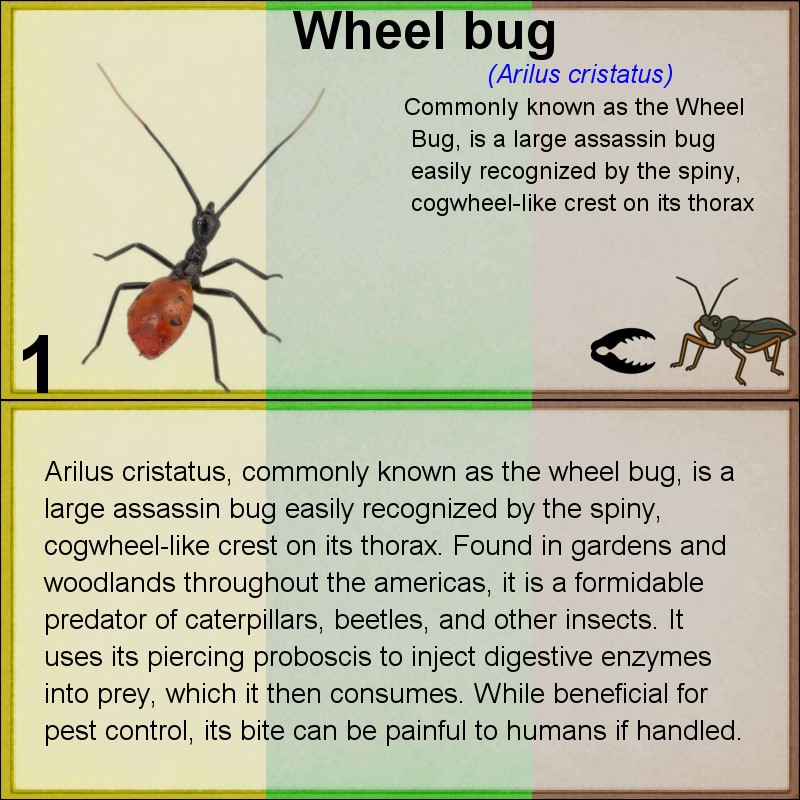 Wheel bug
(Arilus cristatus)
Commonly known as the Wheel
Bug, is a large assassin bug
easily recognized by the spiny,
cogwheel-like crest on its thorax
1
Arilus cristatus, commonly known as the wheel bug, is a
large assassin bug easily recognized by the spiny,
cogwheel-like crest on its thorax. Found in gardens and
woodlands throughout the americas, it is a formidable
predator of caterpillars, beetles, and other insects. It
uses its piercing proboscis to inject digestive enzymes
into prey, which it then consumes. While beneficial for
pest control, its bite can be painful to humans if handled.